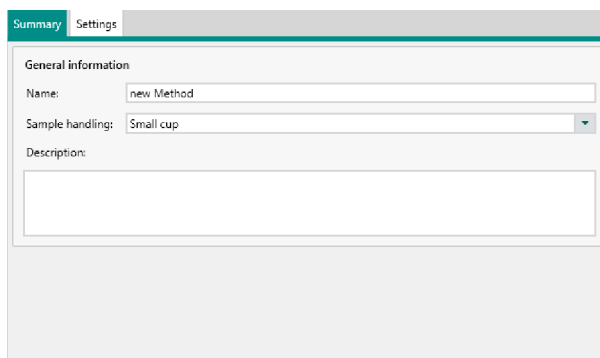 Summary Settings
General information
Name: new Method
Sample handling: Small cup
Description: